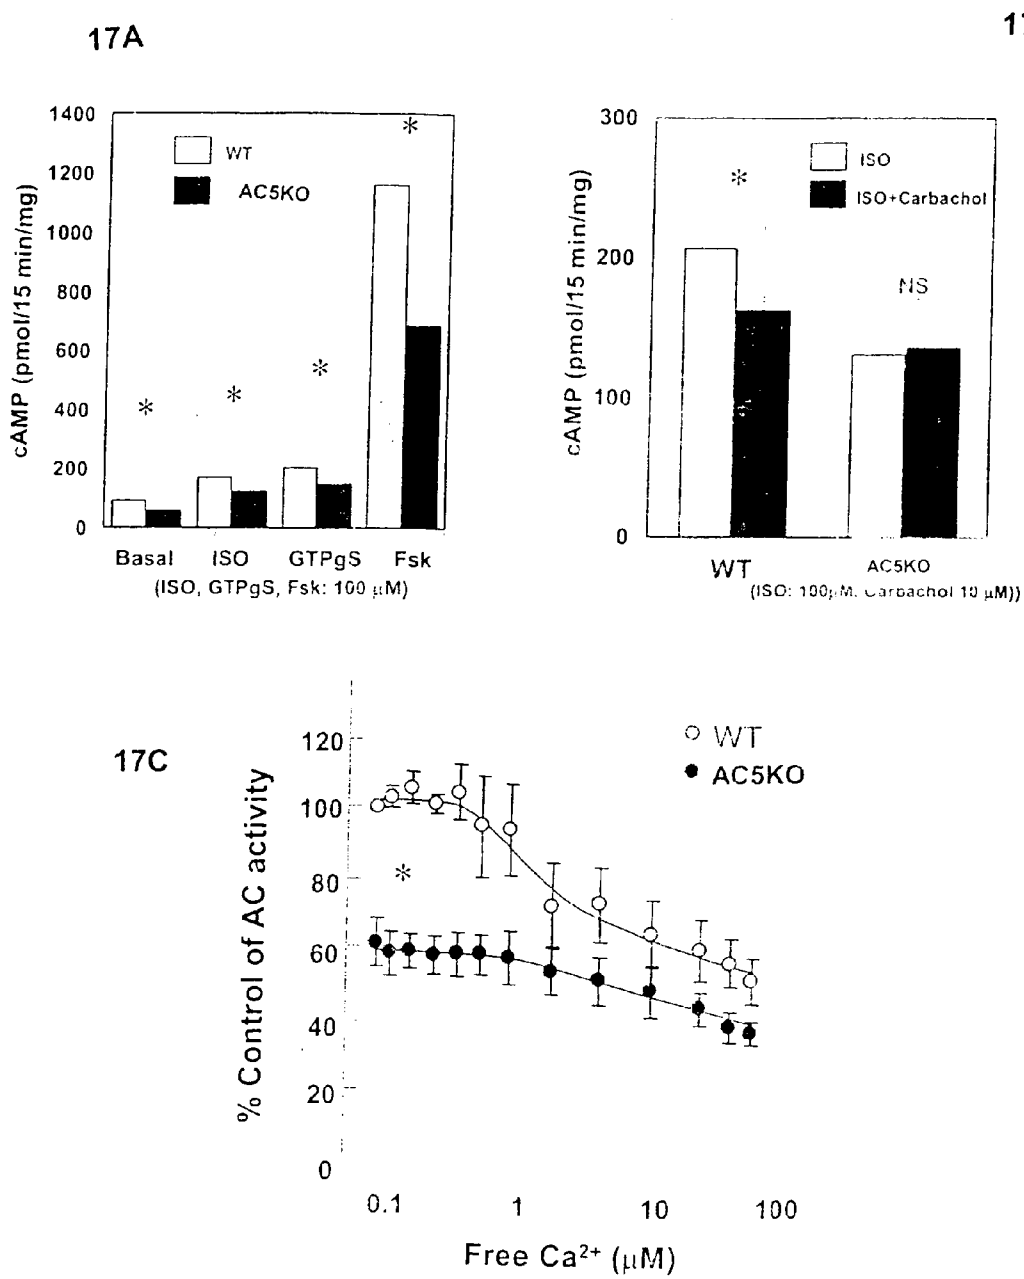 17A
17
1400
1200
1000
800
600
400
200
0
cAMP (pmol/15 min/mg)
WT
AC5KO
*
*
*
*
Basal ISO GTPgS Fsk
(ISO, GTPgS, Fsk: 100 μM)
300
200
100
0
cAMP (pmol/15 min/mg)
ISO
ISO+Carbachol
*
NS
WT AC5KO
(ISO: 100μM, Carbachol 10 μM))
17C
120
100
80
60
40
20
0
% Control of AC activity
WT
AC5KO
*
0.1 1 10 100
Free Ca²⁺ (μM)